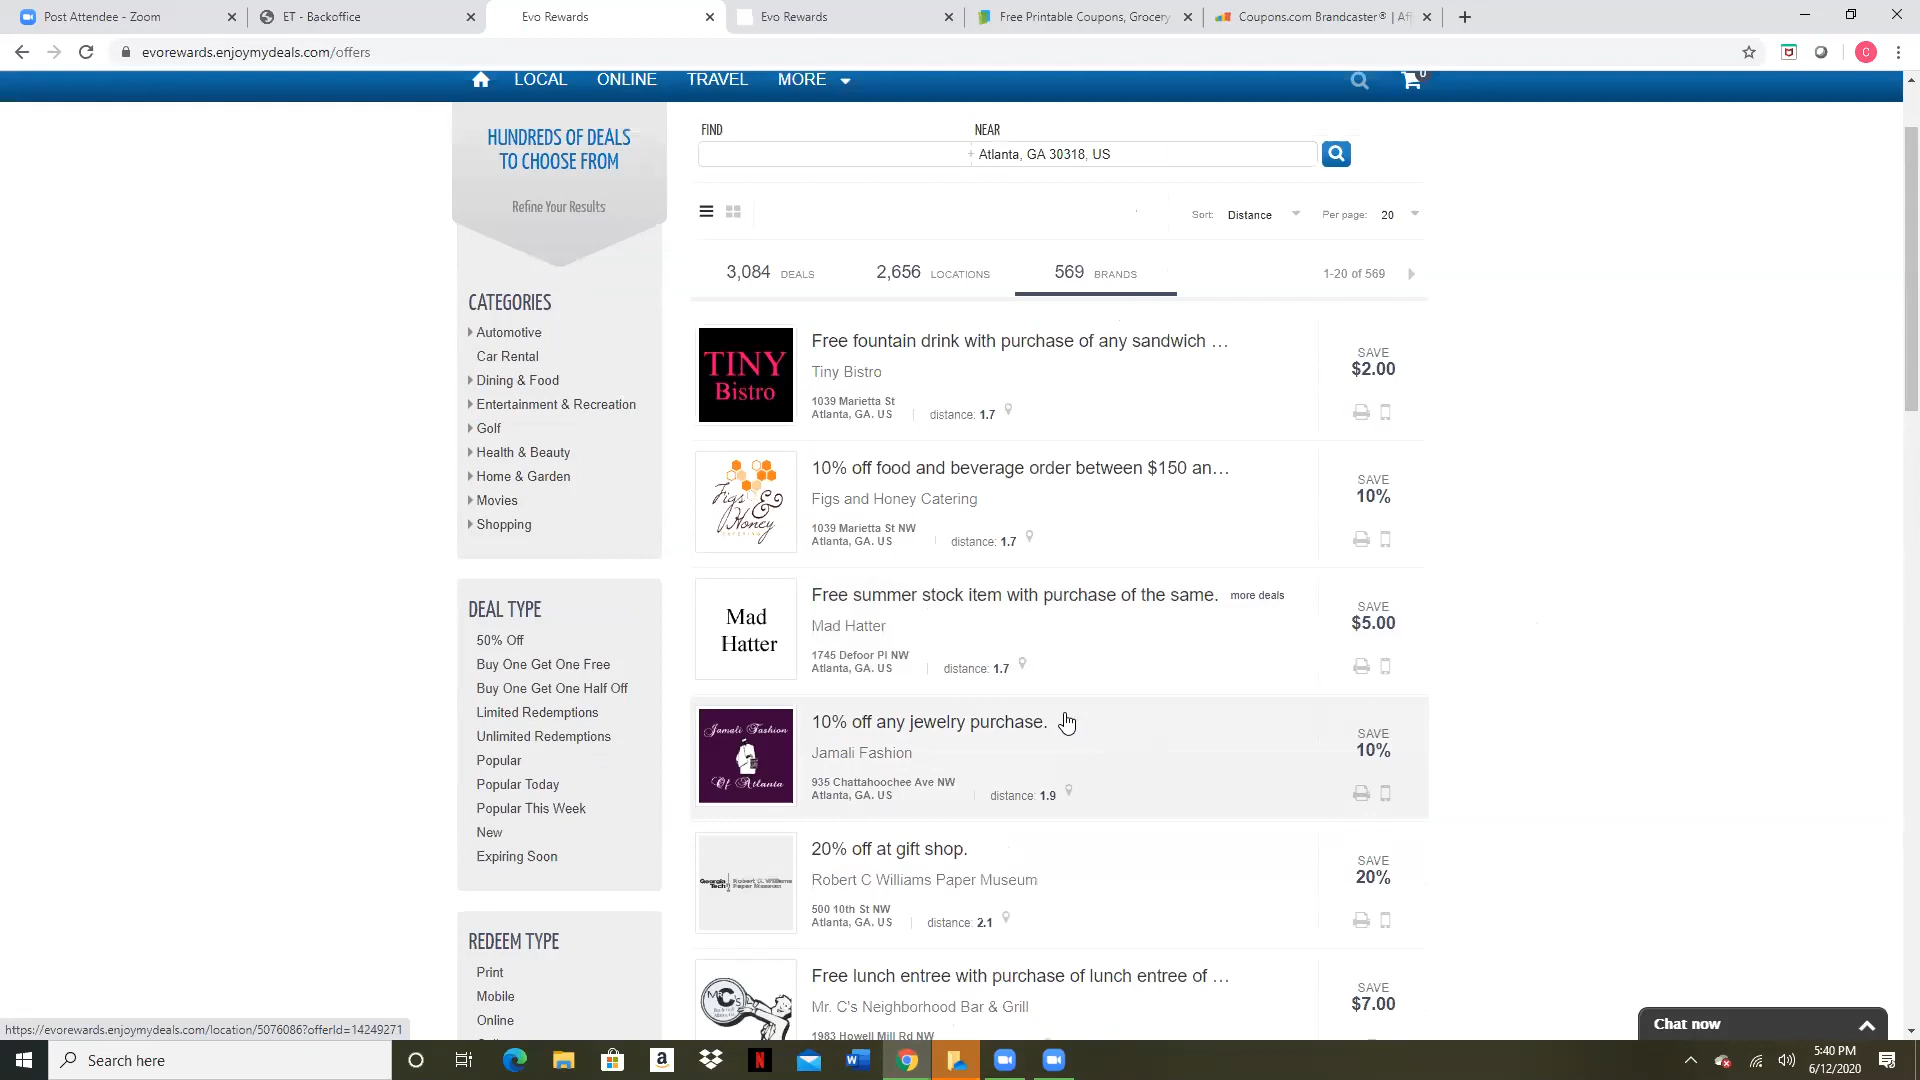 Post Attendee - Zoom
ET - Backoffice
Evo Rewards
Evo Rewards
Free Printable Coupons, Grocery
Coupons.com Brandcaster® | Af
evorewards.enjoymydeals.com/offers
C
LOCAL
ONLINE
TRAVEL
MORE
0
HUNDREDS OF DEALS
TO CHOOSE FROM
Refine Your Results
CATEGORIES
Automotive
Car Rental
Dining & Food
Entertainment & Recreation
Golf
Health & Beauty
Home & Garden
Movies
Shopping
DEAL TYPE
50% Off
Buy One Get One Free
Buy One Get One Half Off
Limited Redemptions
Unlimited Redemptions
Popular
Popular Today
Popular This Week
New
Expiring Soon
REDEEM TYPE
Print
Mobile
Online
FIND
NEAR
Atlanta, GA 30318, US
Sort: Distance
Per page: 20
3,084 DEALS
2,656 LOCATIONS
569 BRANDS
1-20 of 569
TINY
Bistro
Free fountain drink with purchase of any sandwich ...
Tiny Bistro
1039 Marietta St
Atlanta, GA. US
distance: 1.7
SAVE
$2.00
Figs &
Honey
CATERING
10% off food and beverage order between $150 an...
Figs and Honey Catering
1039 Marietta St NW
Atlanta, GA. US
distance: 1.7
SAVE
10%
Mad
Hatter
Free summer stock item with purchase of the same.
more deals
Mad Hatter
1745 Defoor Pl NW
Atlanta, GA. US
distance: 1.7
SAVE
$5.00
Jamali Fashion
Of Atlanta
10% off any jewelry purchase.
Jamali Fashion
935 Chattahoochee Ave NW
Atlanta, GA. US
distance: 1.9
SAVE
10%
Georgia
Tech
Robert C. Williams
Paper Museum
20% off at gift shop.
Robert C Williams Paper Museum
500 10th St NW
Atlanta, GA. US
distance: 2.1
SAVE
20%
Free lunch entree with purchase of lunch entree of ...
Mr. C's Neighborhood Bar & Grill
1983 Howell Mill Rd NW
SAVE
$7.00
Chat now
https://evorewards.enjoymydeals.com/location/5076086?offerId=14249271
Search here
5:40 PM
6/12/2020